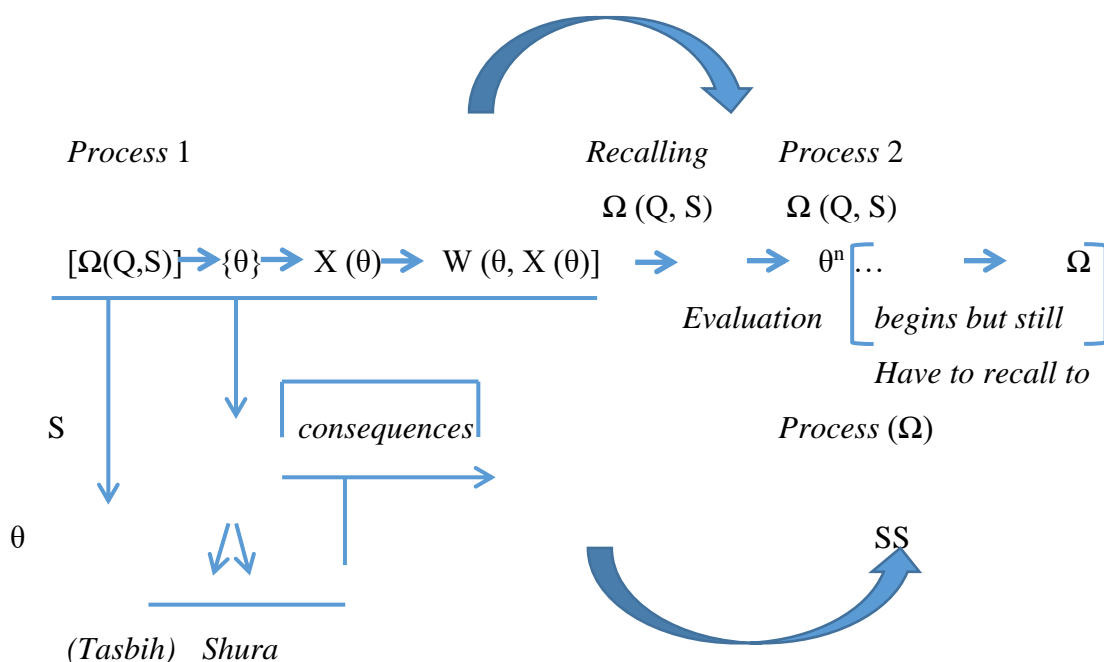 Process 1 Recalling Process 2
Ω (Q, S) Ω (Q, S)
[Ω(Q,S)] {θ} X (θ) W (θ, X (θ)] θⁿ … Ω
Evaluation begins but still
Have to recall to
S consequences Process (Ω)
θ SS
(Tasbih) Shura